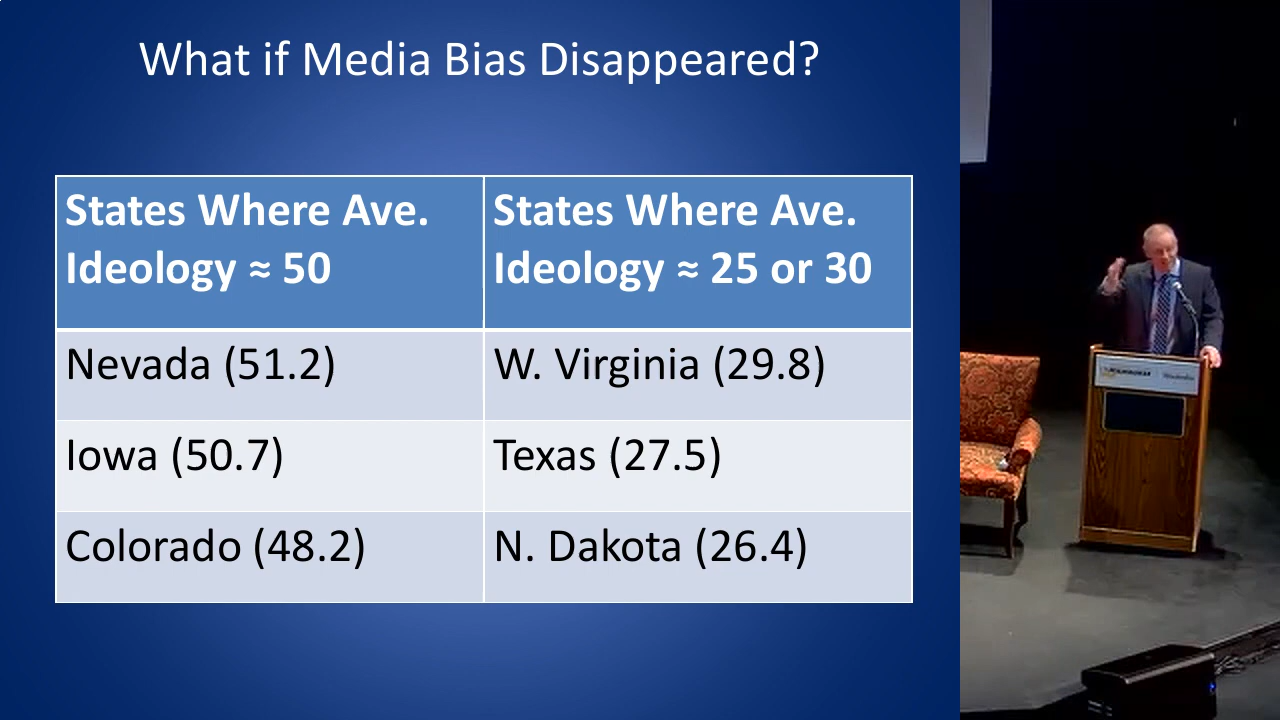 What if Media Bias Disappeared?
States Where Ave.
Ideology ≈ 50
States Where Ave.
Ideology ≈ 25 or 30
Nevada (51.2)
W. Virginia (29.8)
Iowa (50.7)
Texas (27.5)
Colorado (48.2)
N. Dakota (26.4)